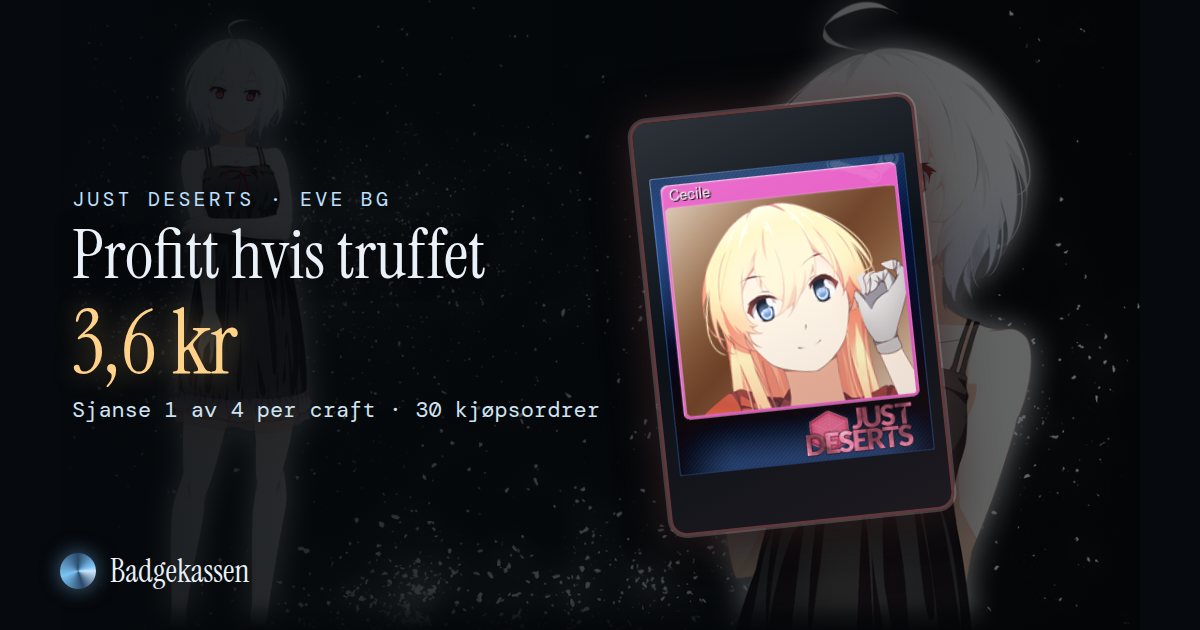 JUST DESERTS · EVE BG
Profitt hvis truffet
3,6 kr
Sjanse 1 av 4 per craft · 30 kjøpsordrer
Cecile
JUST
DESERTS
Badgekassen